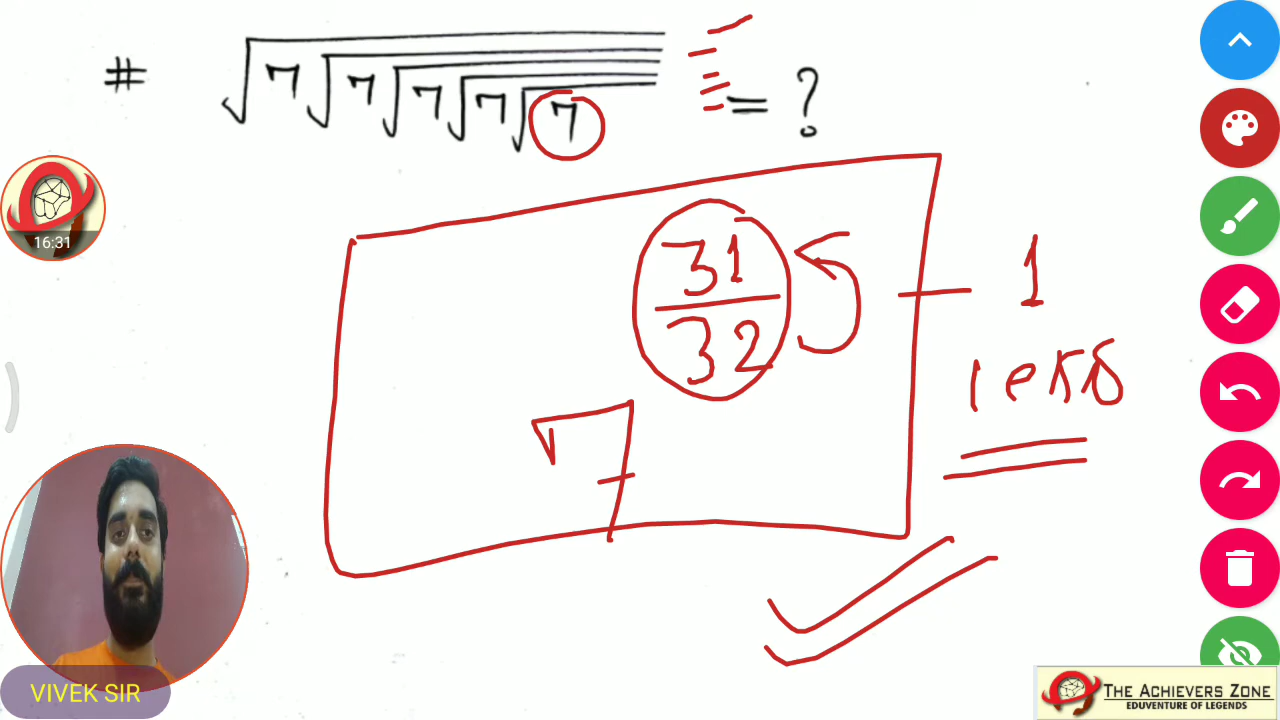 # √7√7√7√7√7 = ?
16:31
31
32
1
less
7
VIVEK SIR
THE ACHIEVERS ZONE
EDUVENTURE OF LEGENDS